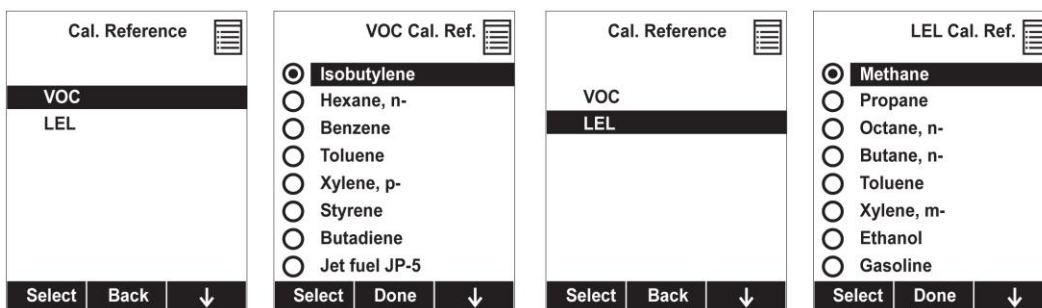 Cal. Reference
VOC
LEL
Select Back ↓
VOC Cal. Ref.
Isobutylene
Hexane, n-
Benzene
Toluene
Xylene, p-
Styrene
Butadiene
Jet fuel JP-5
Select Done ↓
Cal. Reference
VOC
LEL
Select Back ↓
LEL Cal. Ref.
Methane
Propane
Octane, n-
Butane, n-
Toluene
Xylene, m-
Ethanol
Gasoline
Select Done ↓